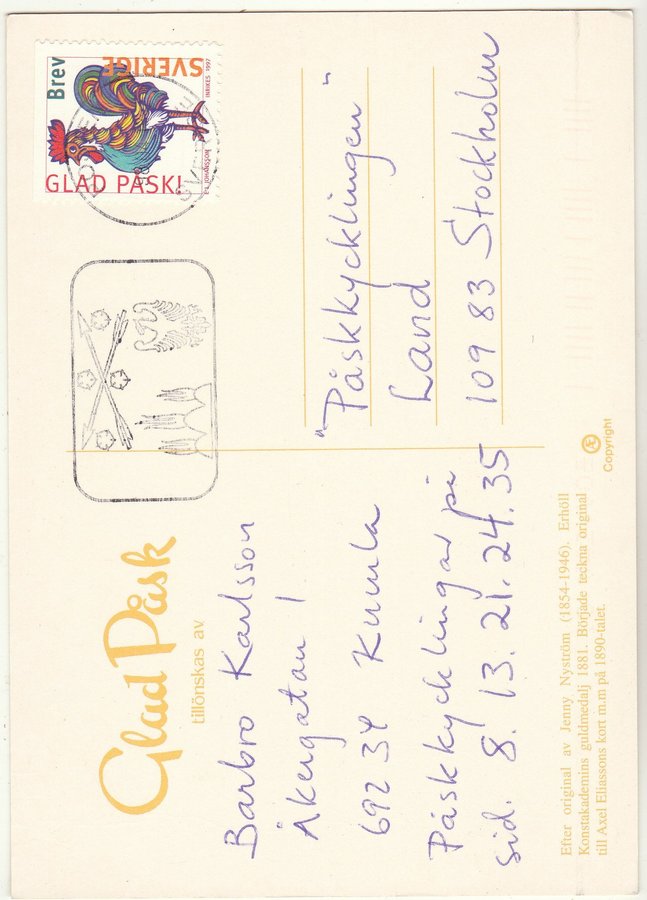 Glad Påsk
tillönskas av
Barbro Karlsson
Åkergatan 1
692 34 Kumla
Påskkycklingar på
sid. 8. 13. 21. 24. 35
"Påskkycklingen"
Land
109 83 Stockholm
Brev
SVERIGE
INRIKES 1997
E-L JOHANSSON
GLAD PÅSK!
Efter original av Jenny Nyström (1854-1946). Erhöll
Konstakademins guldmedalj 1881. Började teckna original
till Axel Eliassons kort m.m på 1890-talet.
Æ
Copyright